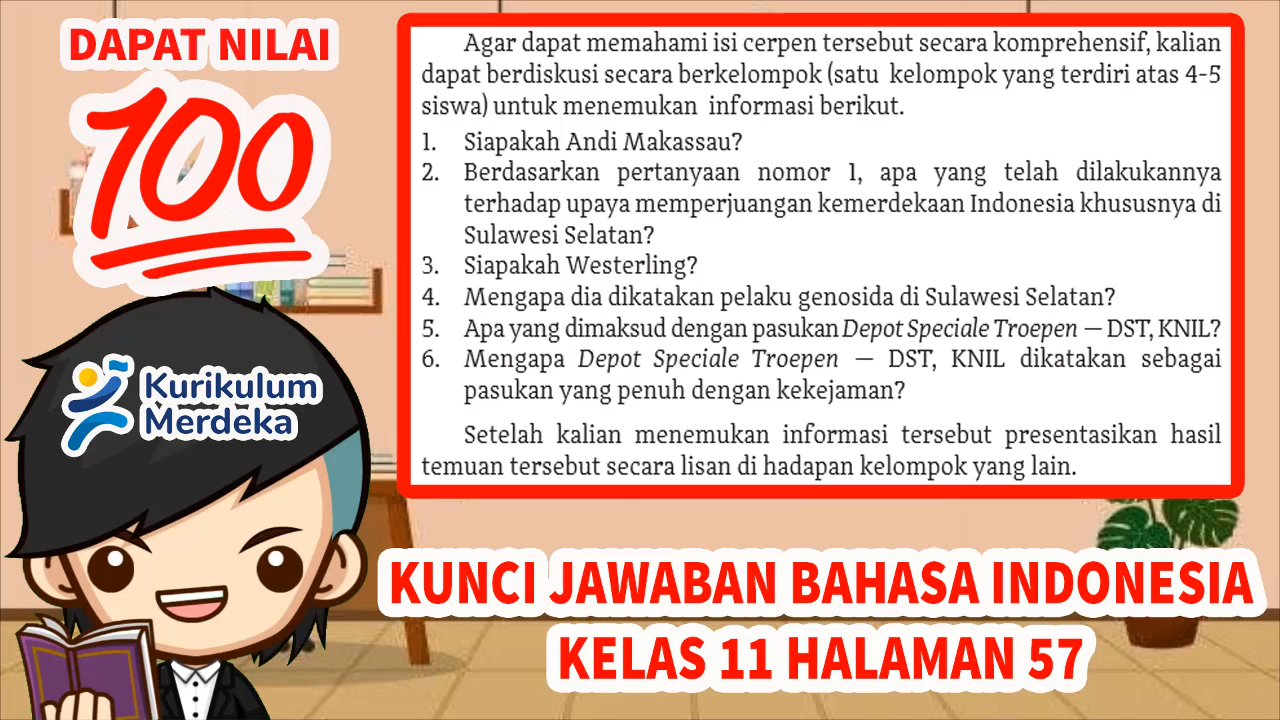 DAPAT NILAI
100
Kurikulum
Merdeka
Agar dapat memahami isi cerpen tersebut secara komprehensif, kalian
dapat berdiskusi secara berkelompok (satu kelompok yang terdiri atas 4-5
siswa) untuk menemukan informasi berikut.
1. Siapakah Andi Makassau?
2. Berdasarkan pertanyaan nomor 1, apa yang telah dilakukannya
terhadap upaya memperjuangan kemerdekaan Indonesia khususnya di
Sulawesi Selatan?
3. Siapakah Westerling?
4. Mengapa dia dikatakan pelaku genosida di Sulawesi Selatan?
5. Apa yang dimaksud dengan pasukan Depot Speciale Troepen — DST, KNIL?
6. Mengapa Depot Speciale Troepen — DST, KNIL dikatakan sebagai
pasukan yang penuh dengan kekejaman?
Setelah kalian menemukan informasi tersebut presentasikan hasil
temuan tersebut secara lisan di hadapan kelompok yang lain.
KUNCI JAWABAN BAHASA INDONESIA
KELAS 11 HALAMAN 57